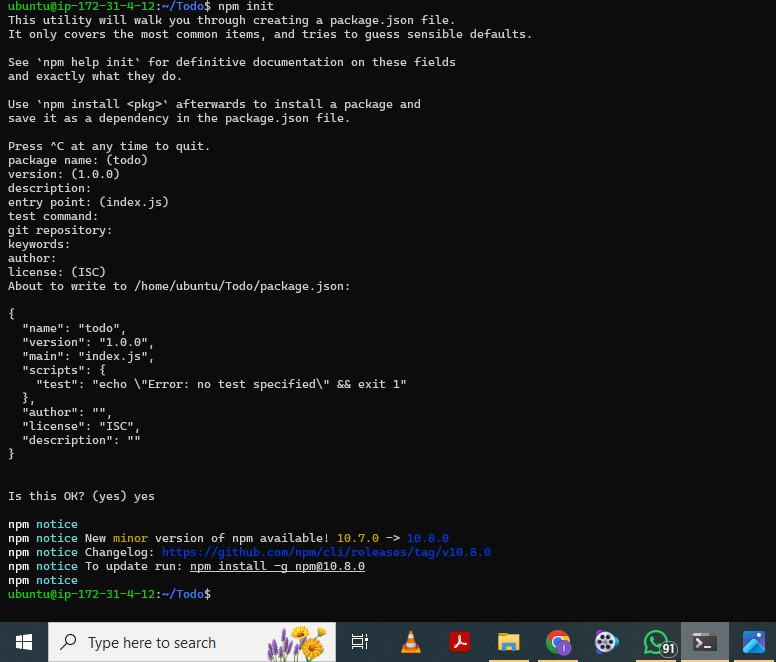 ubuntu@ip-172-31-4-12:~/Todo$ npm init
This utility will walk you through creating a package.json file.
It only covers the most common items, and tries to guess sensible defaults.

See `npm help init` for definitive documentation on these fields
and exactly what they do.

Use `npm install <pkg>` afterwards to install a package and
save it as a dependency in the package.json file.

Press ^C at any time to quit.
package name: (todo)
version: (1.0.0)
description:
entry point: (index.js)
test command:
git repository:
keywords:
author:
license: (ISC)
About to write to /home/ubuntu/Todo/package.json:

{
  "name": "todo",
  "version": "1.0.0",
  "main": "index.js",
  "scripts": {
    "test": "echo \"Error: no test specified\" && exit 1"
  },
  "author": "",
  "license": "ISC",
  "description": ""
}

Is this OK? (yes) yes

npm notice
npm notice New minor version of npm available! 10.7.0 -> 10.8.0
npm notice Changelog: https://github.com/npm/cli/releases/tag/v10.8.0
npm notice To update run: npm install -g npm@10.8.0
npm notice
ubuntu@ip-172-31-4-12:~/Todo$
Type here to search
91